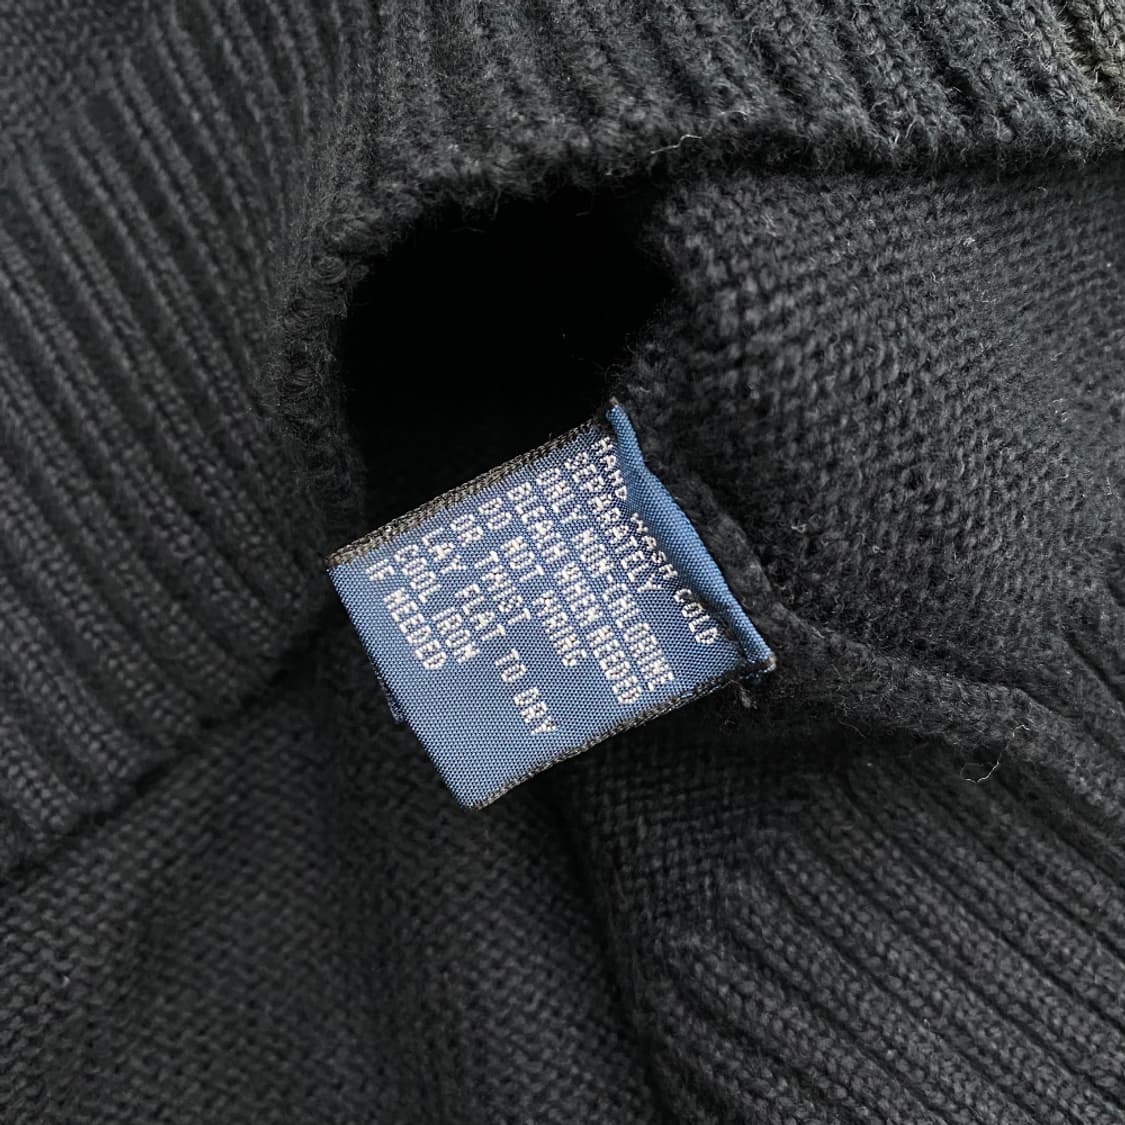 HAND WASH COLD
SEPARATELY
ONLY NON-CHLORINE
BLEACH WHEN NEEDED
DO NOT WRING
OR TWIST
LAY FLAT TO DRY
COOL IRON
IF NEEDED